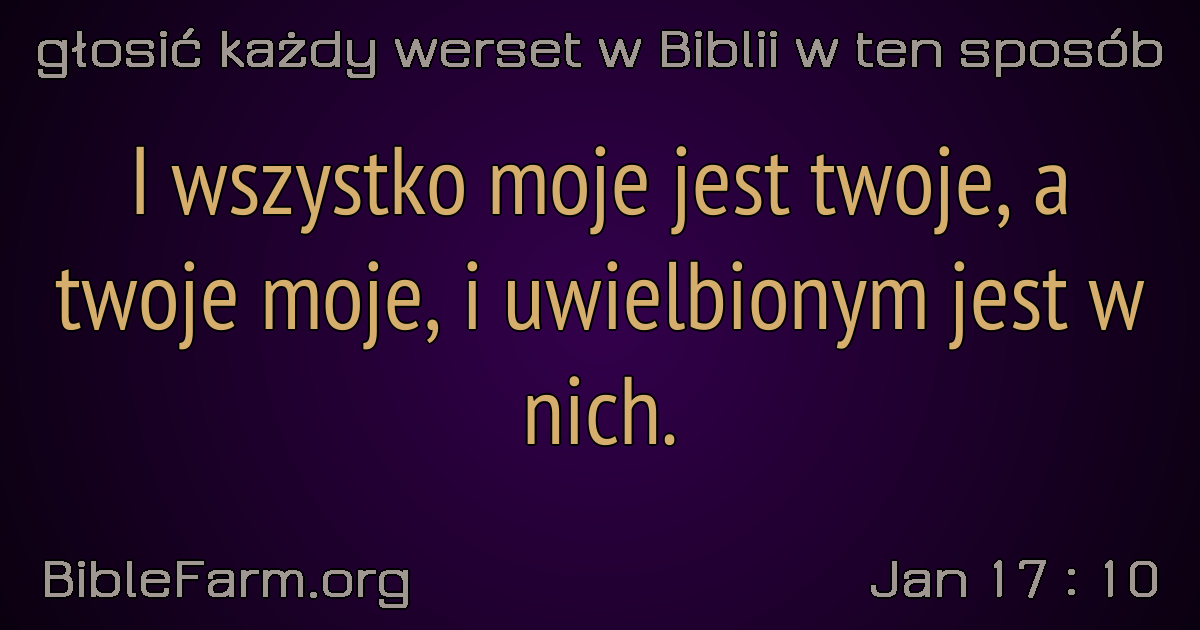 głosić każdy werset w Biblii w ten sposób
I wszystko moje jest twoje, a
twoje moje, i uwielbionym jest w
nich.
BibleFarm.org
Jan 17 : 10